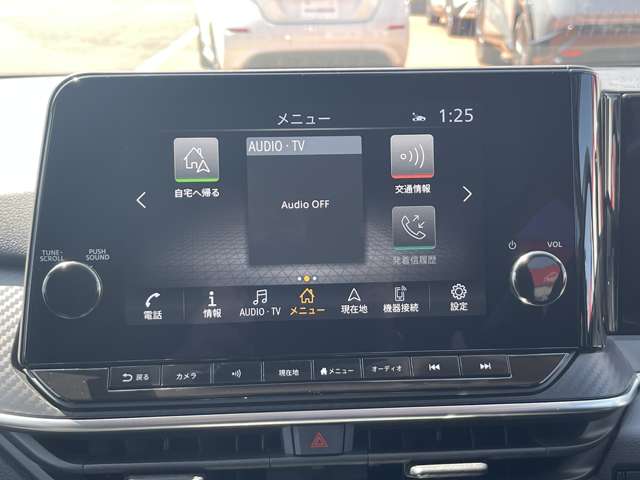 メニュー
1:25
AUDIO・TV
自宅へ帰る
Audio OFF
交通情報
発着信履歴
TUNE・
SCROLL
PUSH
SOUND
VOL
電話
情報
AUDIO・TV
メニュー
現在地
機器接続
設定
戻る
カメラ
現在地
メニュー
オーディオ